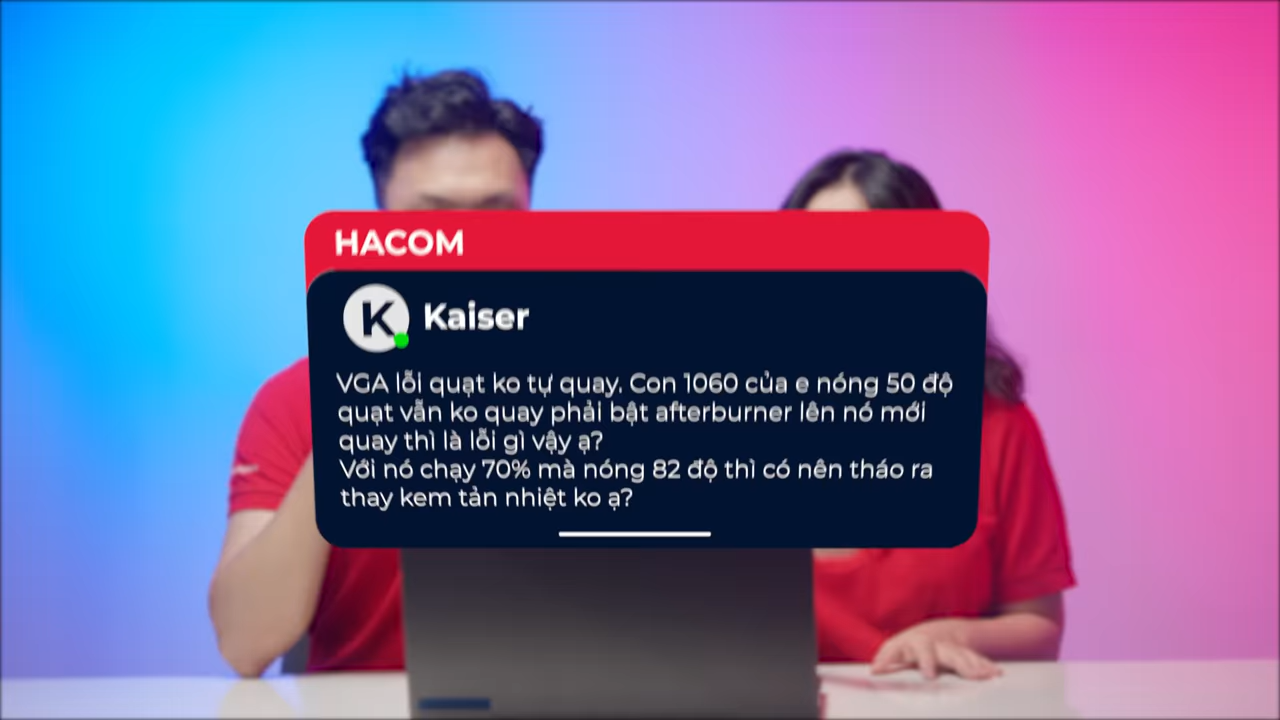 HACOM
K
Kaiser
VGA lỗi quạt ko tự quay. Con 1060 của e nóng 50 độ
quạt vẫn ko quay phải bật afterburner lên nó mới
quay thì là lỗi gì vậy ạ?
Với nó chạy 70% mà nóng 82 độ thì có nên tháo ra
thay kem tản nhiệt ko ạ?